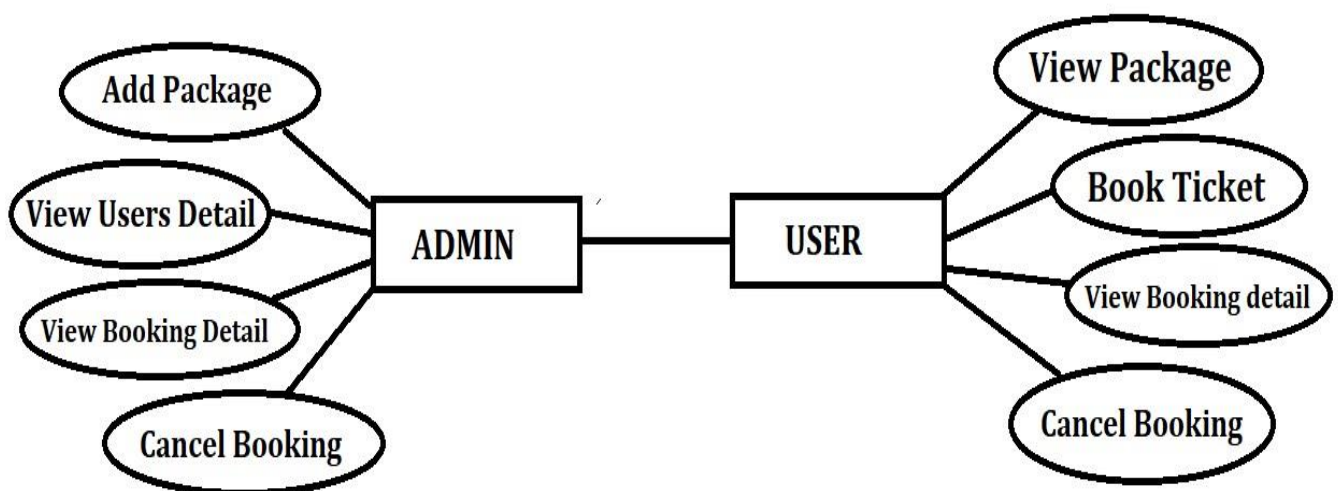 Add Package
View Users Detail
View Booking Detail
Cancel Booking
ADMIN
USER
View Package
Book Ticket
View Booking detail
Cancel Booking